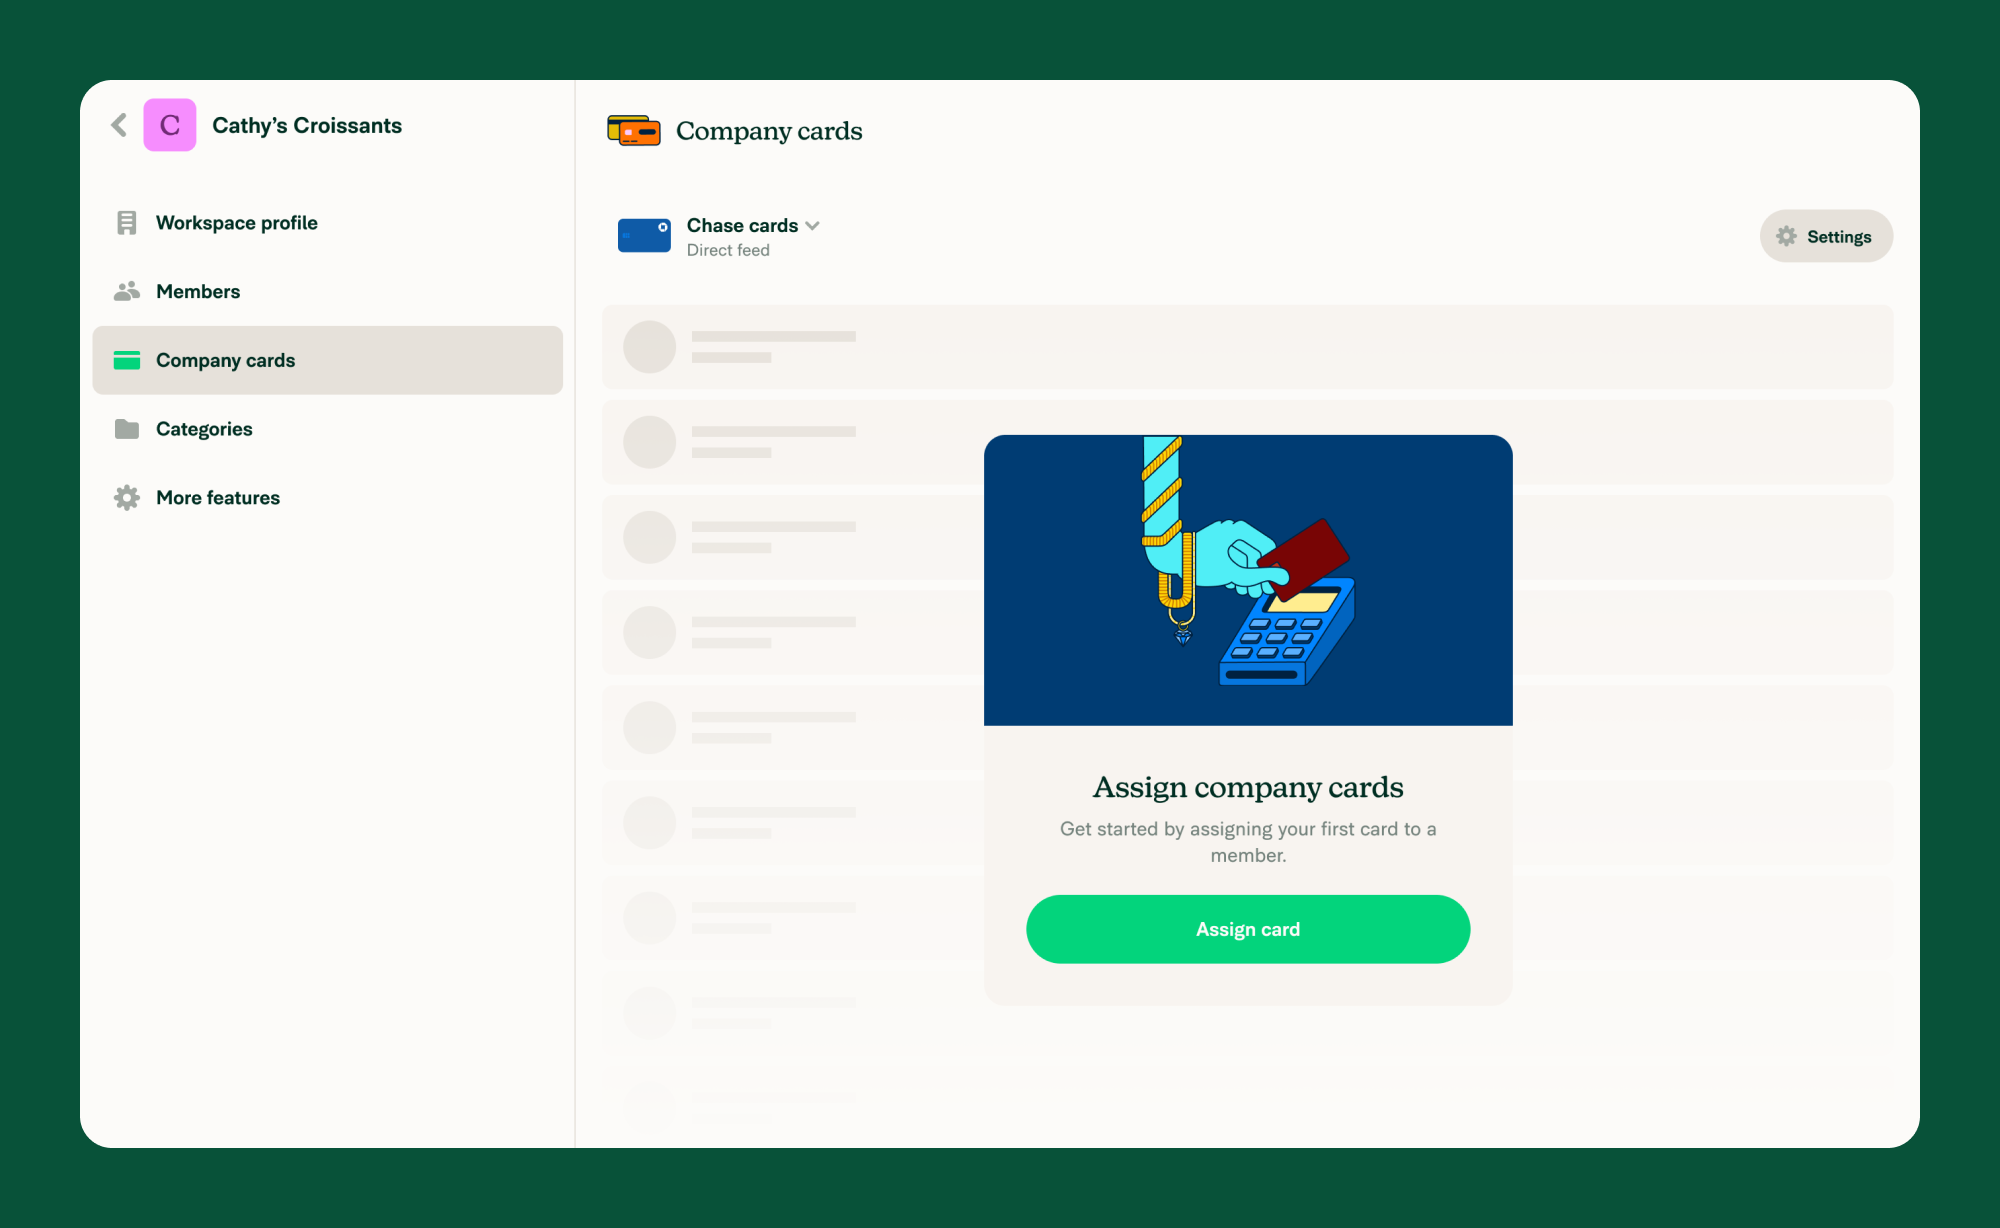 C
Cathy’s Croissants
Workspace profile
Members
Company cards
Categories
More features
Company cards
Chase cards
Direct feed
Settings
Assign company cards
Get started by assigning your first card to a
member.
Assign card